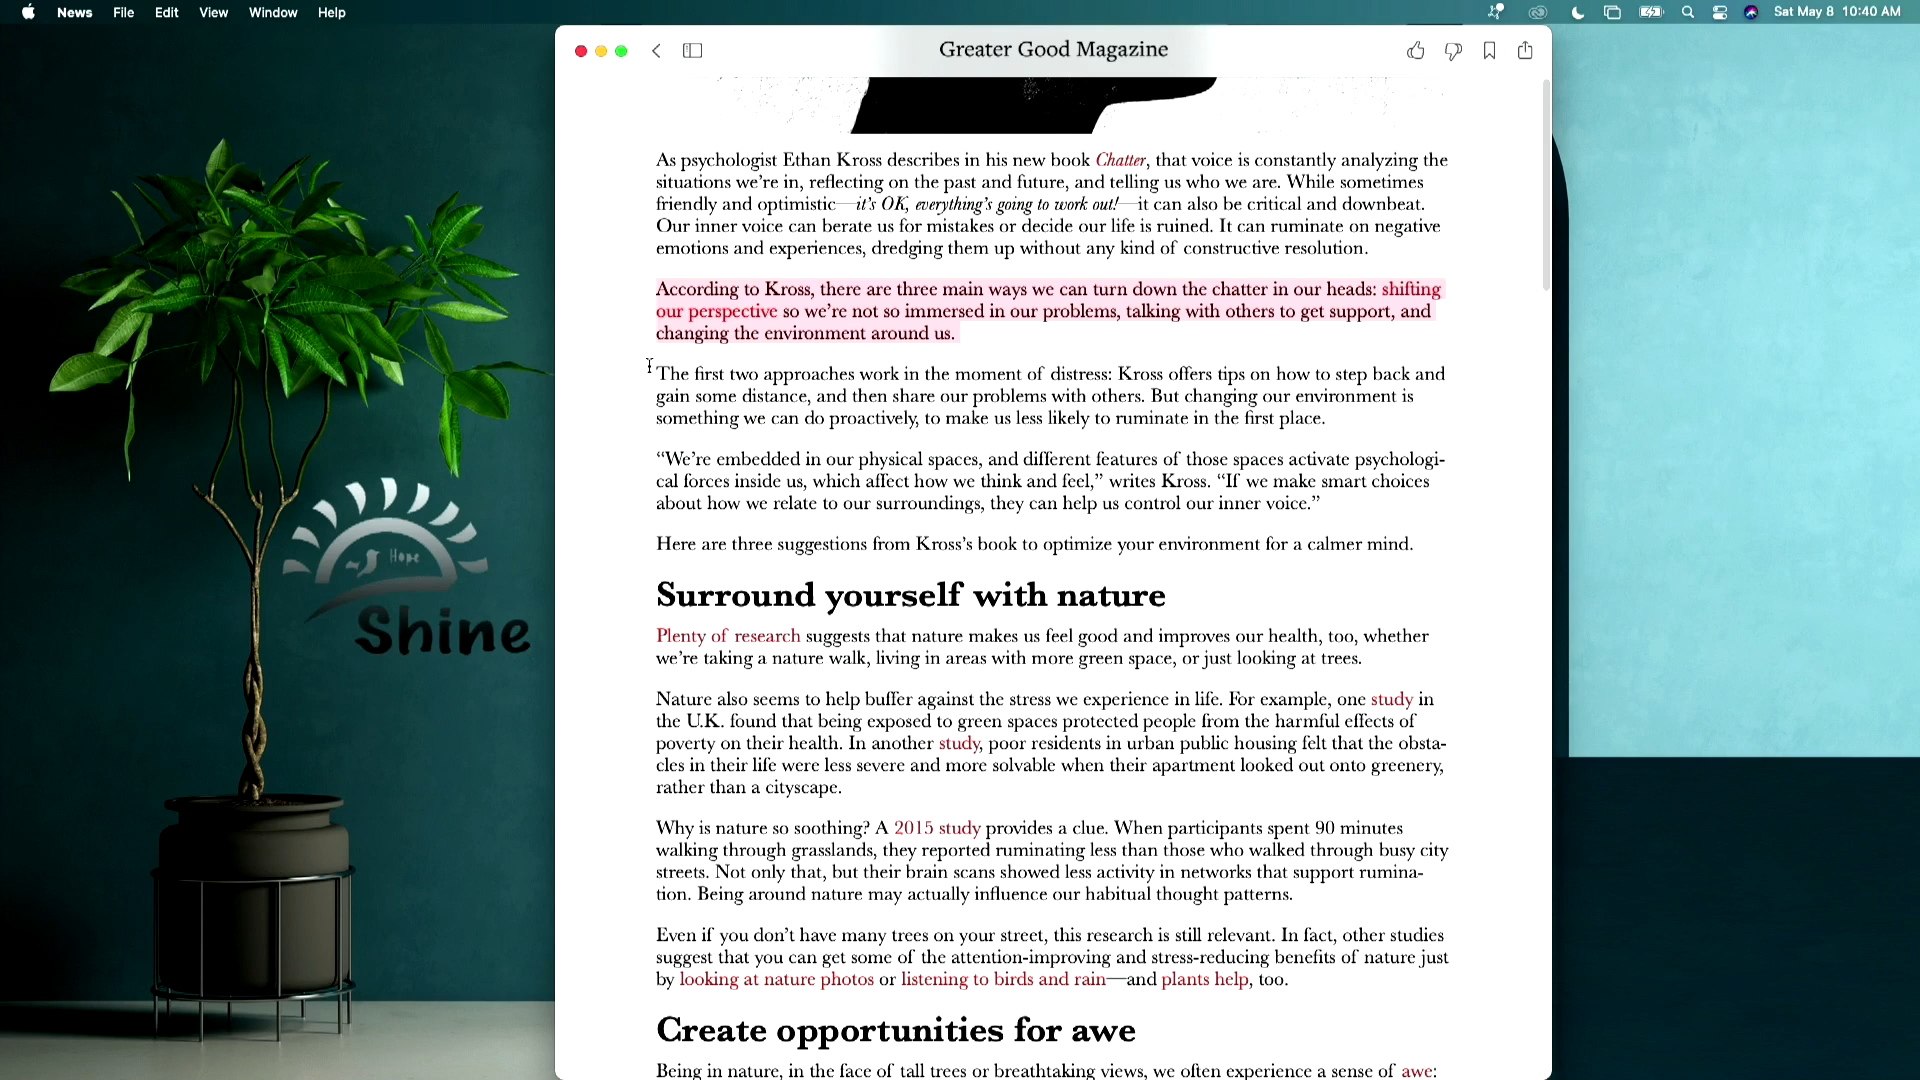 News File Edit View Window Help
Sat May 8 10:40 AM
Greater Good Magazine
As psychologist Ethan Kross describes in his new book Chatter, that voice is constantly analyzing the
situations we’re in, reflecting on the past and future, and telling us who we are. While sometimes
friendly and optimistic—it’s OK, everything’s going to work out!—it can also be critical and downbeat.
Our inner voice can berate us for mistakes or decide our life is ruined. It can ruminate on negative
emotions and experiences, dredging them up without any kind of constructive resolution.
According to Kross, there are three main ways we can turn down the chatter in our heads: shifting
our perspective so we’re not so immersed in our problems, talking with others to get support, and
changing the environment around us.
The first two approaches work in the moment of distress: Kross offers tips on how to step back and
gain some distance, and then share our problems with others. But changing our environment is
something we can do proactively, to make us less likely to ruminate in the first place.
“We’re embedded in our physical spaces, and different features of those spaces activate psychologi-
cal forces inside us, which affect how we think and feel,” writes Kross. “If we make smart choices
about how we relate to our surroundings, they can help us control our inner voice.”
Here are three suggestions from Kross’s book to optimize your environment for a calmer mind.
Surround yourself with nature
Plenty of research suggests that nature makes us feel good and improves our health, too, whether
we’re taking a nature walk, living in areas with more green space, or just looking at trees.
Nature also seems to help buffer against the stress we experience in life. For example, one study in
the U.K. found that being exposed to green spaces protected people from the harmful effects of
poverty on their health. In another study, poor residents in urban public housing felt that the obsta-
cles in their life were less severe and more solvable when their apartment looked out onto greenery,
rather than a cityscape.
Why is nature so soothing? A 2015 study provides a clue. When participants spent 90 minutes
walking through grasslands, they reported ruminating less than those who walked through busy city
streets. Not only that, but their brain scans showed less activity in networks that support rumina-
tion. Being around nature may actually influence our habitual thought patterns.
Even if you don’t have many trees on your street, this research is still relevant. In fact, other studies
suggest that you can get some of the attention-improving and stress-reducing benefits of nature just
by looking at nature photos or listening to birds and rain—and plants help, too.
Create opportunities for awe
Being in nature, in the face of tall trees or breathtaking views, we often experience a sense of awe:
Hope
Shine